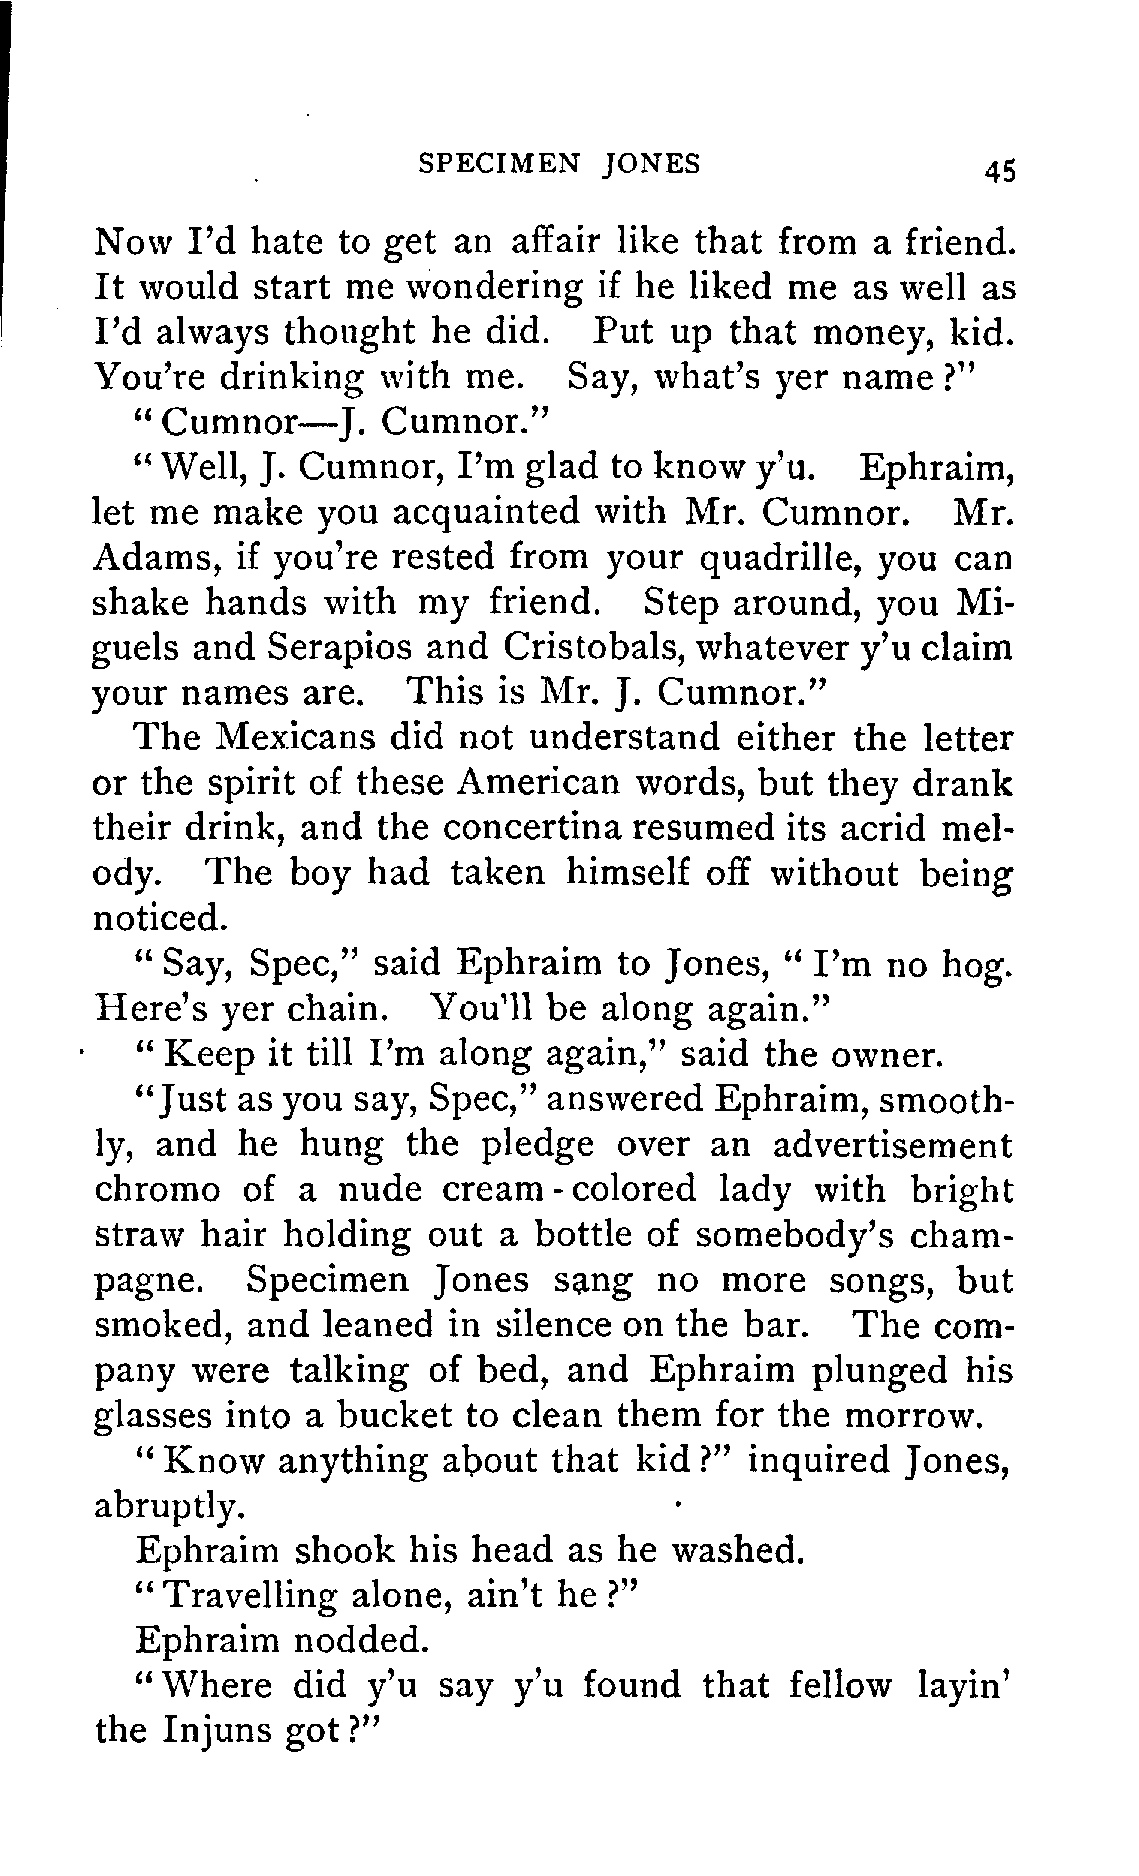 SPECIMEN JONES 45
Now I'd hate to get an affair like that from a friend.
It would start me wondering if he liked me as well as
I'd always thought he did. Put up that money, kid.
You're drinking with me. Say, what's yer name?"
"Cumnor—J. Cumnor."
"Well, J. Cumnor, I'm glad to know y'u. Ephraim,
let me make you acquainted with Mr. Cumnor. Mr.
Adams, if you're rested from your quadrille, you can
shake hands with my friend. Step around, you Mi-
guels and Serapios and Cristobals, whatever y'u claim
your names are. This is Mr. J. Cumnor."
The Mexicans did not understand either the letter
or the spirit of these American words, but they drank
their drink, and the concertina resumed its acrid mel-
ody. The boy had taken himself off without being
noticed.
"Say, Spec," said Ephraim to Jones, "I'm no hog.
Here's yer chain. You'll be along again."
"Keep it till I'm along again," said the owner.
"Just as you say, Spec," answered Ephraim, smooth-
ly, and he hung the pledge over an advertisement
chromo of a nude cream-colored lady with bright
straw hair holding out a bottle of somebody's cham-
pagne. Specimen Jones sang no more songs, but
smoked, and leaned in silence on the bar. The com-
pany were talking of bed, and Ephraim plunged his
glasses into a bucket to clean them for the morrow.
"Know anything about that kid?" inquired Jones,
abruptly.
Ephraim shook his head as he washed.
"Travelling alone, ain't he?"
Ephraim nodded.
"Where did y'u say y'u found that fellow layin'
the Injuns got?"